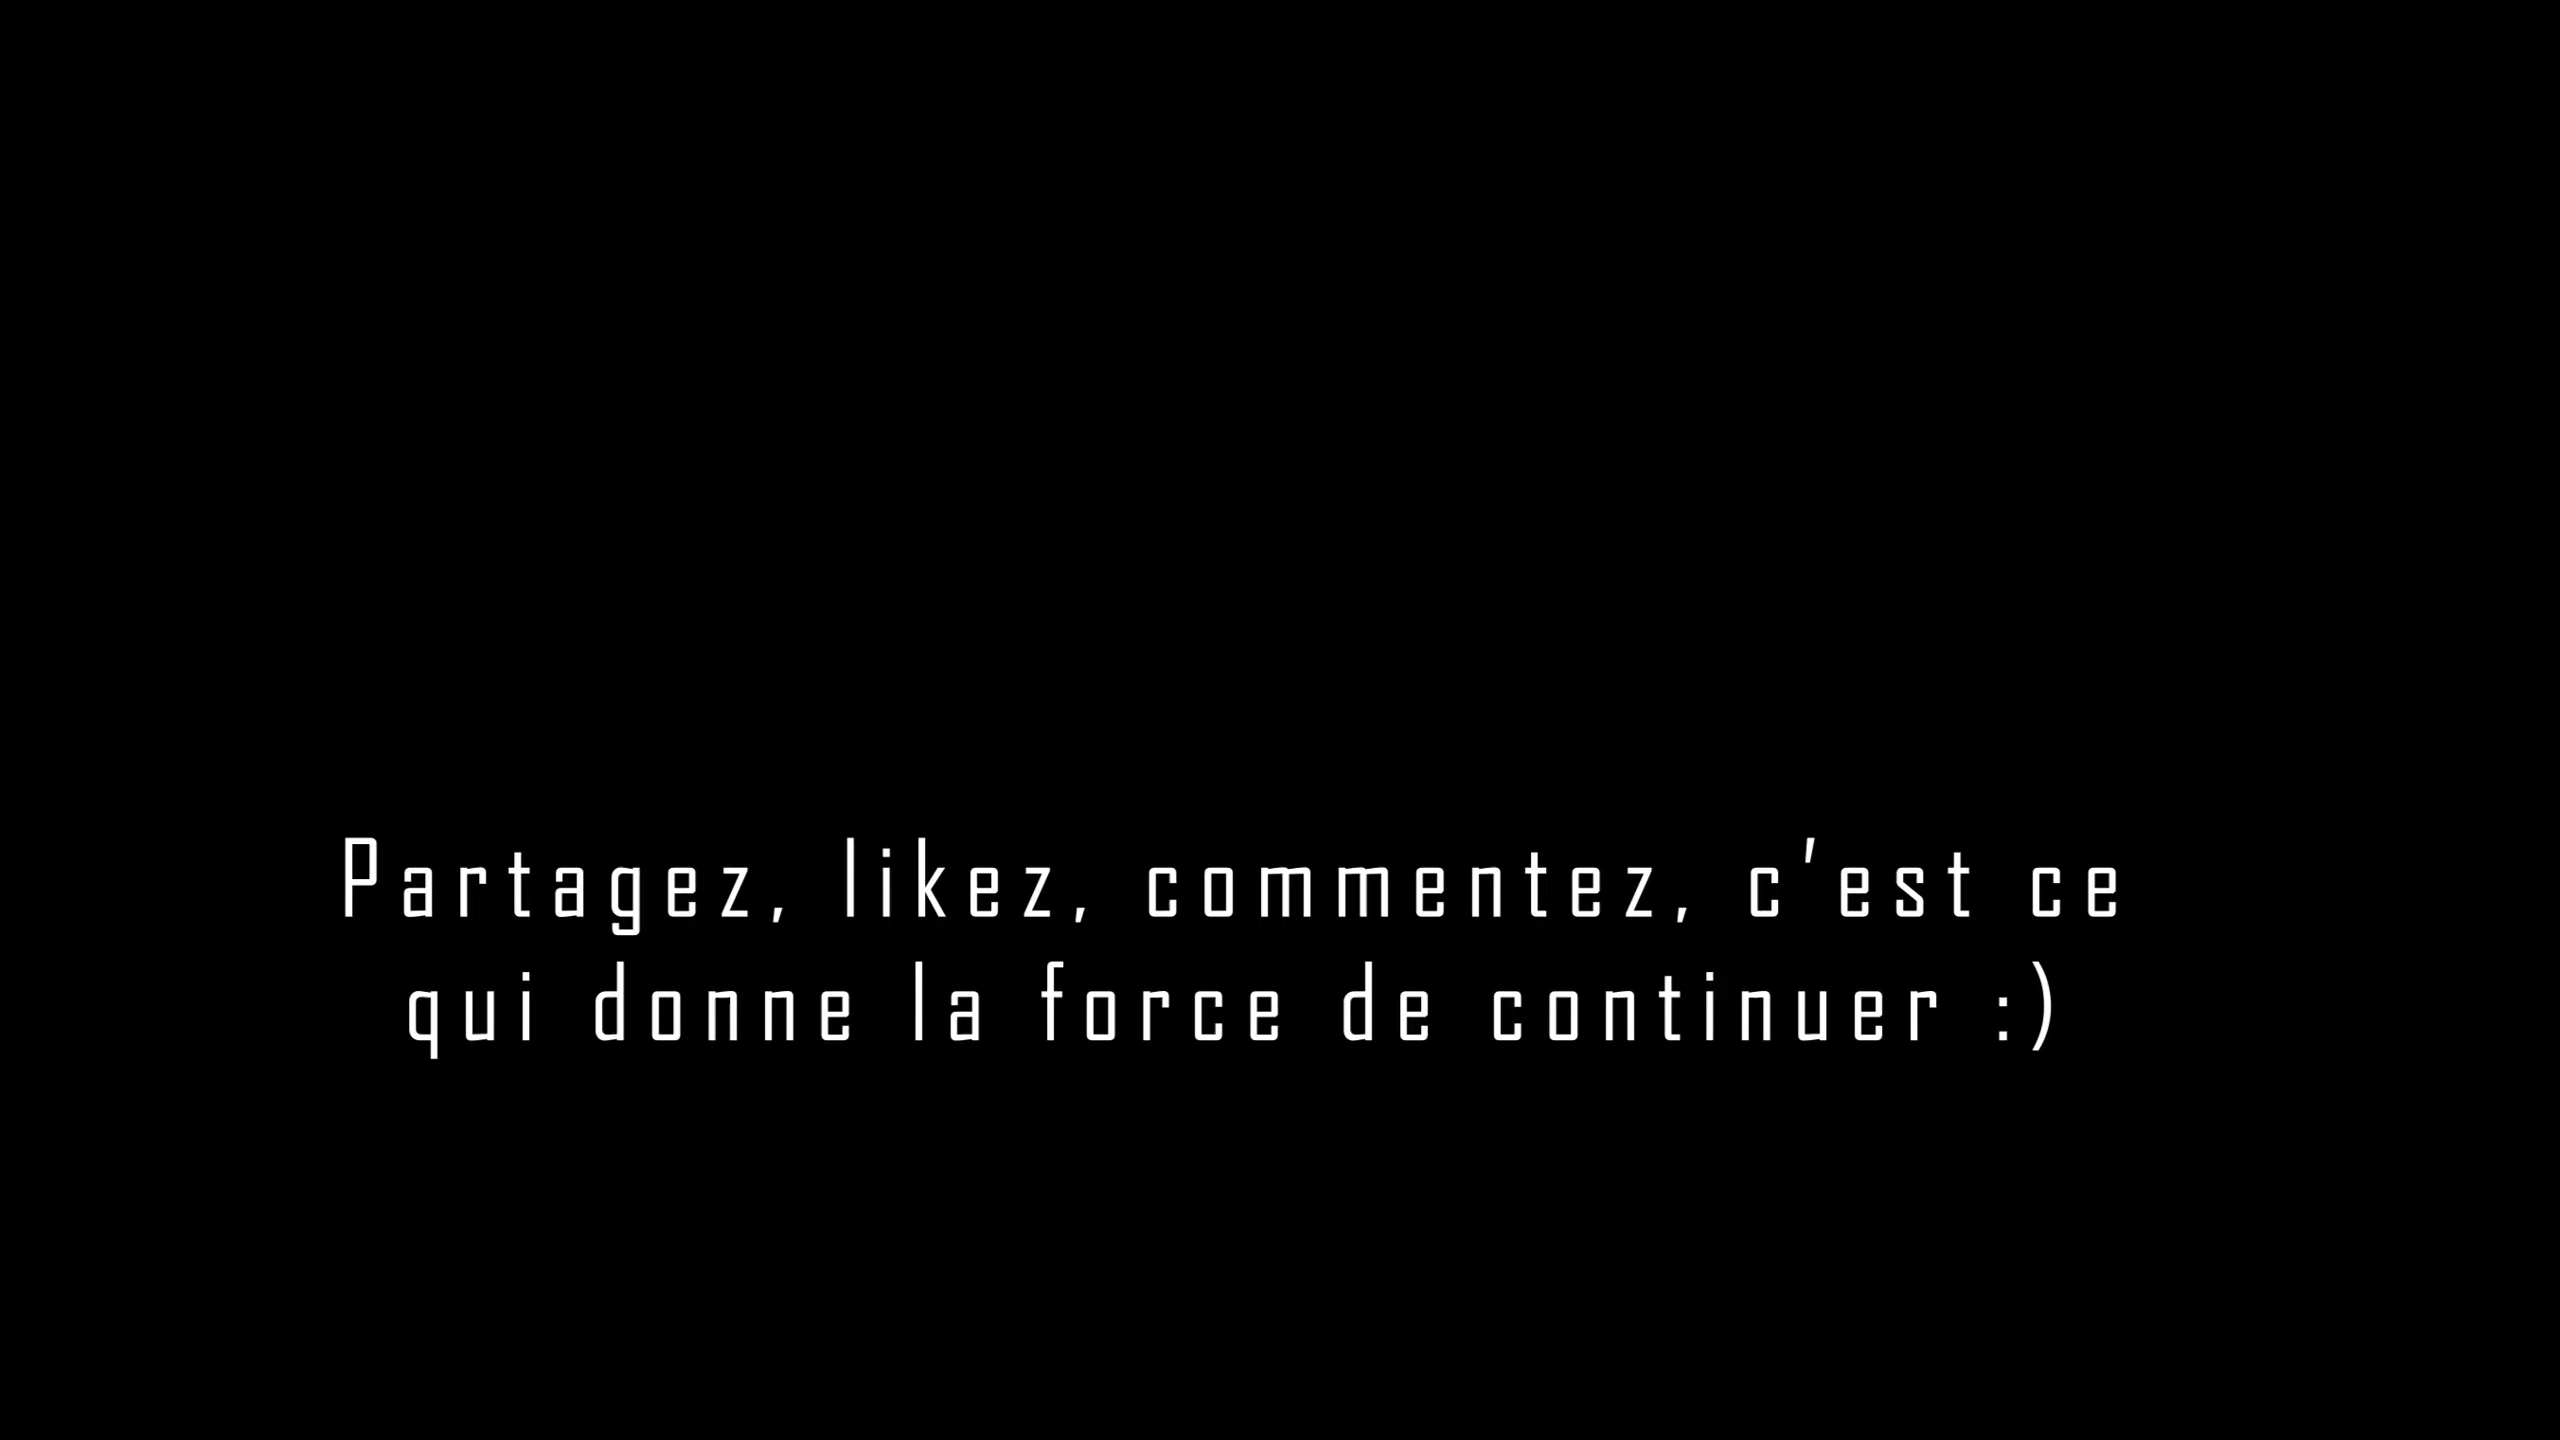 Partagez, likez, commentez, c'est ce
qui donne la force de continuer :)